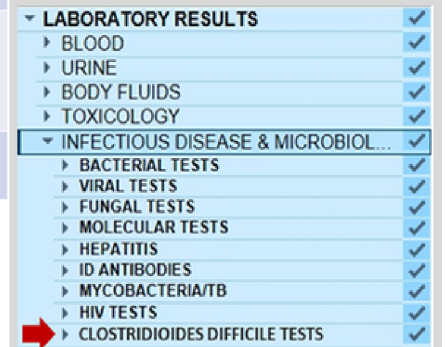 LABORATORY RESULTS
BLOOD
URINE
BODY FLUIDS
TOXICOLOGY
INFECTIOUS DISEASE & MICROBIOL...
BACTERIAL TESTS
VIRAL TESTS
FUNGAL TESTS
MOLECULAR TESTS
HEPATITIS
ID ANTIBODIES
MYCOBACTERIA/TB
HIV TESTS
CLOSTRIDIOIDES DIFFICILE TESTS